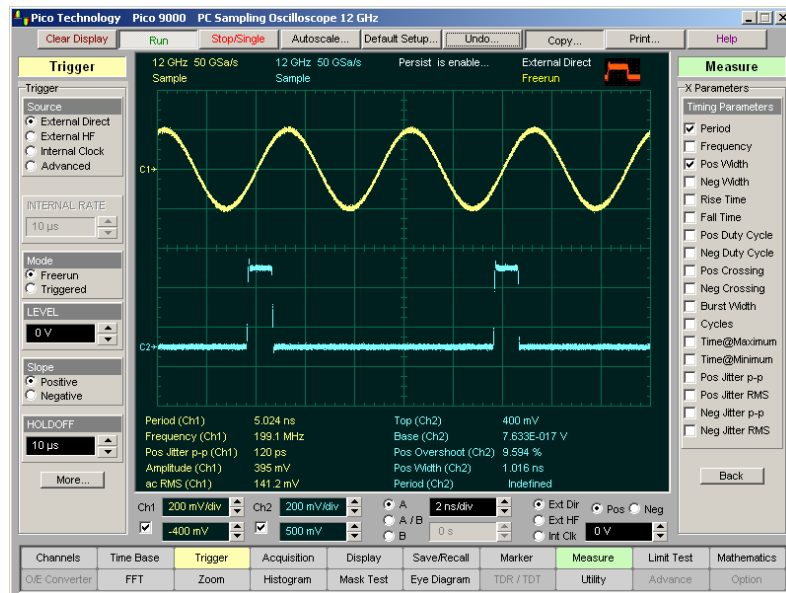 Pico Technology Pico 9000 PC Sampling Oscilloscope 12 GHz
Clear Display Run Stop/Single Autoscale... Default Setup... Undo... Copy... Print... Help
Trigger
Trigger
Source
External Direct
External HF
Internal Clock
Advanced
INTERNAL RATE
10 µs
Mode
Freerun
Triggered
LEVEL
0 V
Slope
Positive
Negative
HOLDOFF
10 µs
More...
12 GHz 50 GSa/s 12 GHz 50 GSa/s Persist is enable... External Direct
Sample Sample Freerun
C1
C2
Period (Ch1) 5.024 ns Top (Ch2) 400 mV
Frequency (Ch1) 199.1 MHz Base (Ch2) 7.633E-017 V
Pos Jitter p-p (Ch1) 120 ps Pos Overshoot (Ch2) 9.594 %
Amplitude (Ch1) 395 mV Pos Width (Ch2) 1.016 ns
ac RMS (Ch1) 141.2 mV Period (Ch2) Indefined
Ch1 200 mV/div Ch2 200 mV/div A 2 ns/div Ext Dir Pos Neg
A / B Ext HF
-400 mV 500 mV B 0 s Int Clk 0 V
Measure
X Parameters
Timing Parameters
Period
Frequency
Pos Width
Neg Width
Rise Time
Fall Time
Pos Duty Cycle
Neg Duty Cycle
Pos Crossing
Neg Crossing
Burst Width
Cycles
Time@Maximum
Time@Minimum
Pos Jitter p-p
Pos Jitter RMS
Neg Jitter p-p
Neg Jitter RMS
Back
Channels Time Base Trigger Acquisition Display Save/Recall Marker Measure Limit Test Mathematics
O/E Converter FFT Zoom Histogram Mask Test Eye Diagram TDR / TDT Utility Advance Option